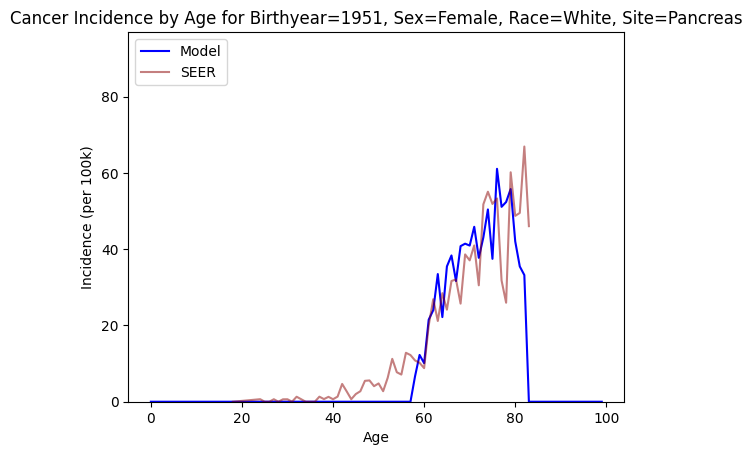 Cancer Incidence by Age for Birthyear=1951, Sex=Female, Race=White, Site=Pancreas
Model
SEER
80
60
40
20
0
Incidence (per 100k)
0 20 40 60 80 100
Age